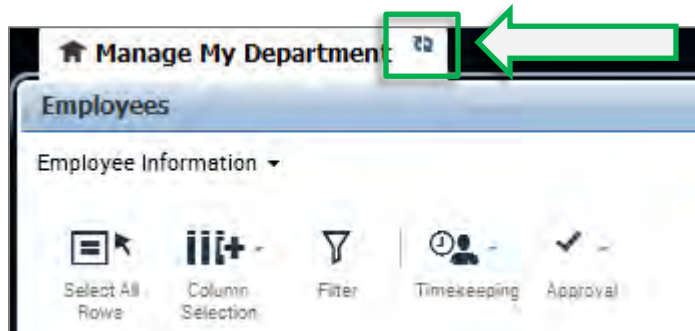 Manage My Department
Employees
Employee Information
Select All Rows
Column Selection
Filter
Timekeeping
Approval